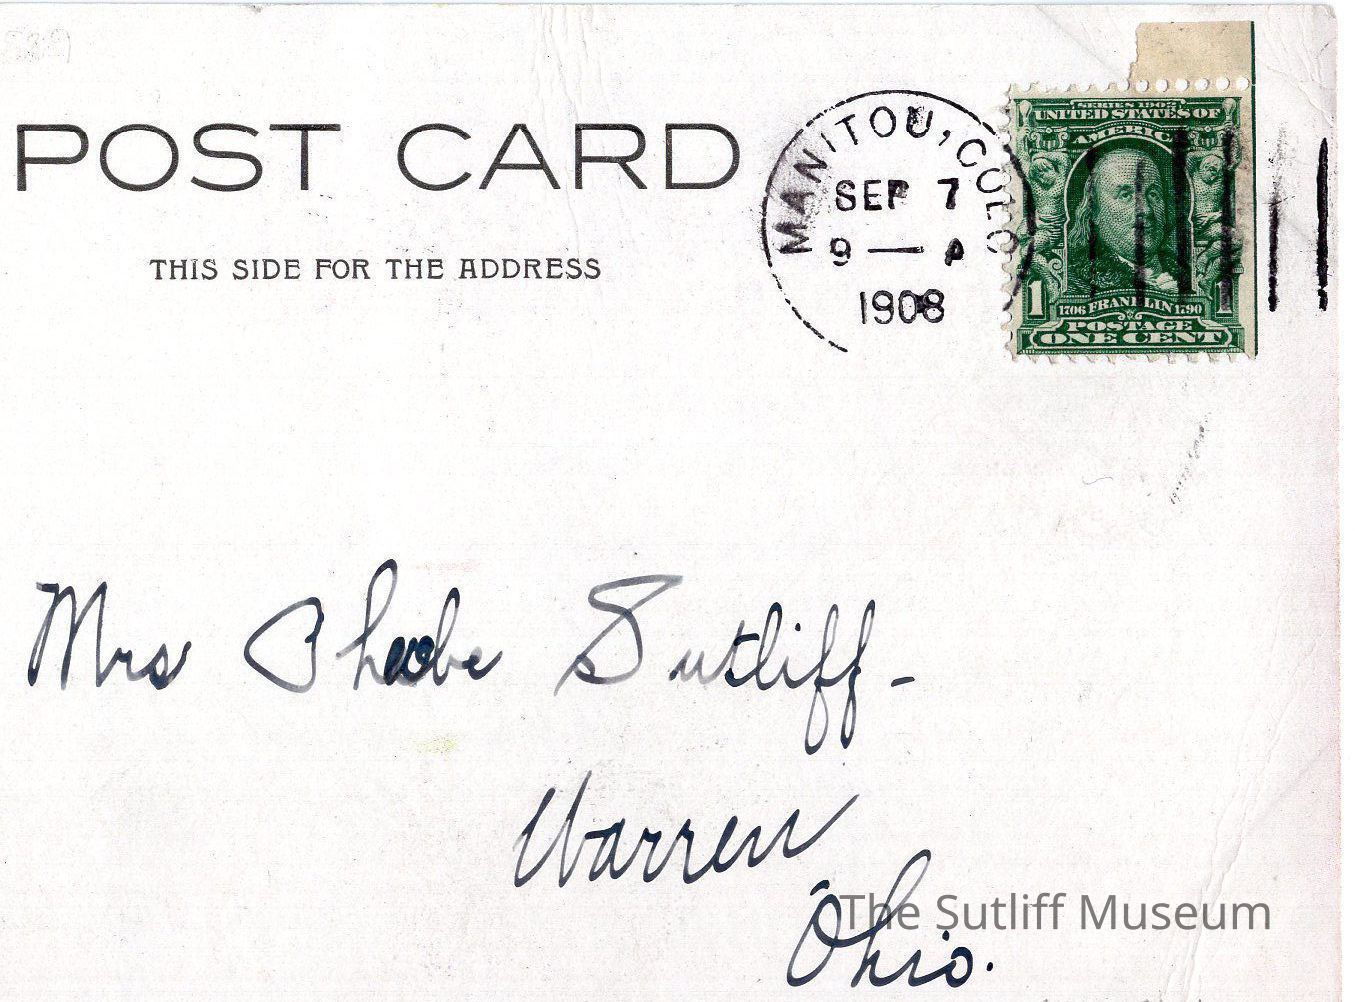 POST CARD
THIS SIDE FOR THE ADDRESS
MANITOU, COLO
SEP 7
9 — A
1908
SERIES 1902
UNITED STATES OF
AMERICA
1 1706 FRANKLIN 1790 1
POSTAGE
ONE CENT
Mrs Phoebe Sutliff-
Warren
Ohio.
The Sutliff Museum